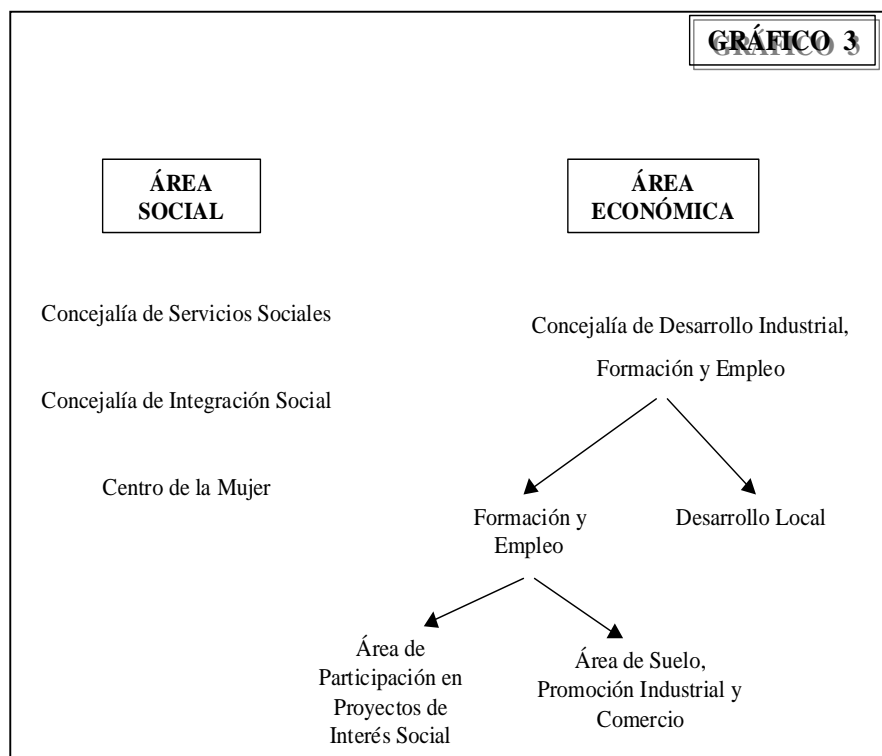 GRÁFICO 3
ÁREA
SOCIAL
ÁREA
ECONÓMICA
Concejalía de Servicios Sociales
Concejalía de Desarrollo Industrial,
Formación y Empleo
Concejalía de Integración Social
Centro de la Mujer
Formación y
Empleo
Desarrollo Local
Área de
Participación en
Proyectos de
Interés Social
Área de Suelo,
Promoción Industrial y
Comercio